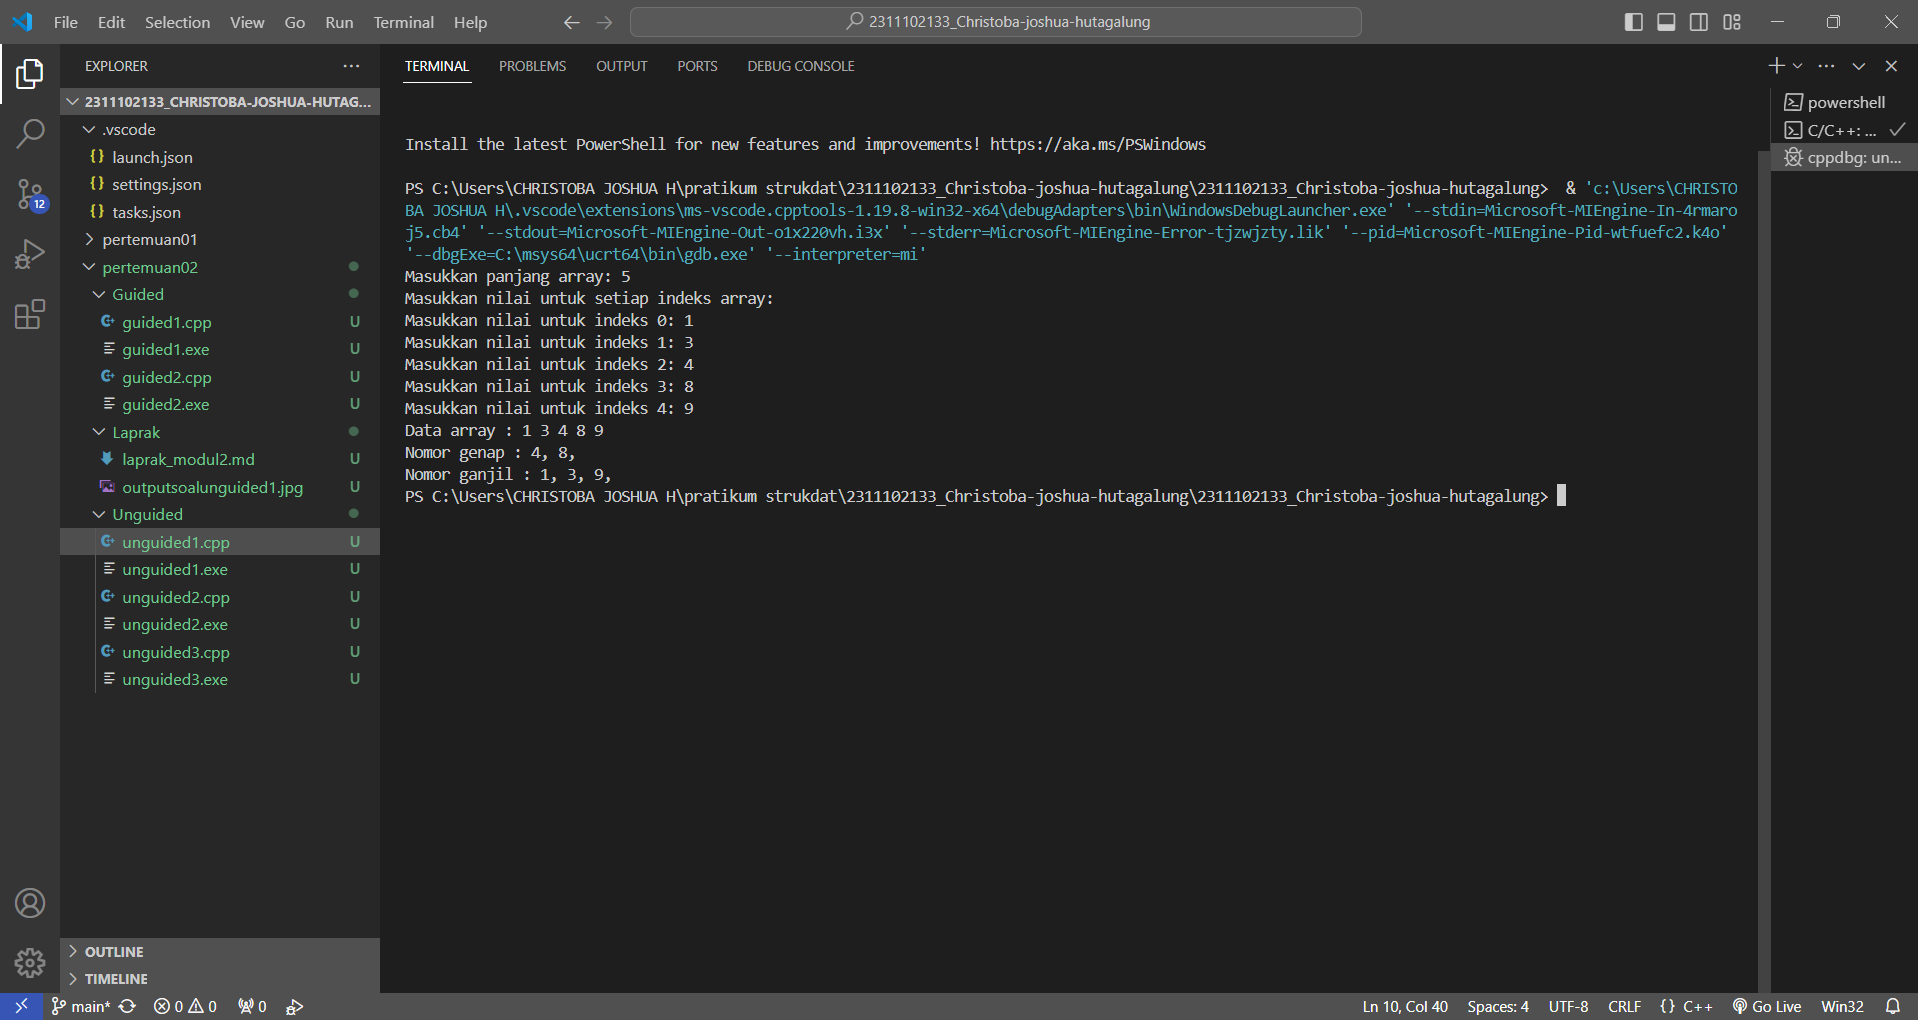 File Edit Selection View Go Run Terminal Help
2311102133_Christoba-joshua-hutagalung
EXPLORER
2311102133_CHRISTOBA-JOSHUA-HUTAG...
.vscode
{} launch.json
{} settings.json
{} tasks.json
pertemuan01
pertemuan02
Guided
guided1.cpp U
guided1.exe U
guided2.cpp U
guided2.exe U
Laprak
laprak_modul2.md U
outputsoalunguided1.jpg U
Unguided
unguided1.cpp U
unguided1.exe U
unguided2.cpp U
unguided2.exe U
unguided3.cpp U
unguided3.exe U
OUTLINE
TIMELINE
12
TERMINAL PROBLEMS OUTPUT PORTS DEBUG CONSOLE
Install the latest PowerShell for new features and improvements! https://aka.ms/PSWindows
PS C:\Users\CHRISTOBA JOSHUA H\pratikum strukdat\2311102133_Christoba-joshua-hutagalung\2311102133_Christoba-joshua-hutagalung>  & 'c:\Users\CHRISTO
BA JOSHUA H\.vscode\extensions\ms-vscode.cpptools-1.19.8-win32-x64\debugAdapters\bin\WindowsDebugLauncher.exe' '--stdin=Microsoft-MIEngine-In-4rmaro
j5.cb4' '--stdout=Microsoft-MIEngine-Out-o1x220vh.i3x' '--stderr=Microsoft-MIEngine-Error-tjzwjzty.lik' '--pid=Microsoft-MIEngine-Pid-wtfuefc2.k4o'
'--dbgExe=C:\msys64\ucrt64\bin\gdb.exe' '--interpreter=mi'
Masukkan panjang array: 5
Masukkan nilai untuk setiap indeks array:
Masukkan nilai untuk indeks 0: 1
Masukkan nilai untuk indeks 1: 3
Masukkan nilai untuk indeks 2: 4
Masukkan nilai untuk indeks 3: 8
Masukkan nilai untuk indeks 4: 9
Data array : 1 3 4 8 9
Nomor genap : 4, 8,
Nomor ganjil : 1, 3, 9,
PS C:\Users\CHRISTOBA JOSHUA H\pratikum strukdat\2311102133_Christoba-joshua-hutagalung\2311102133_Christoba-joshua-hutagalung>
powershell
C/C++: ...
cppdbg: un...
main* 0 0 0 Ln 10, Col 40 Spaces: 4 UTF-8 CRLF {} C++ Go Live Win32